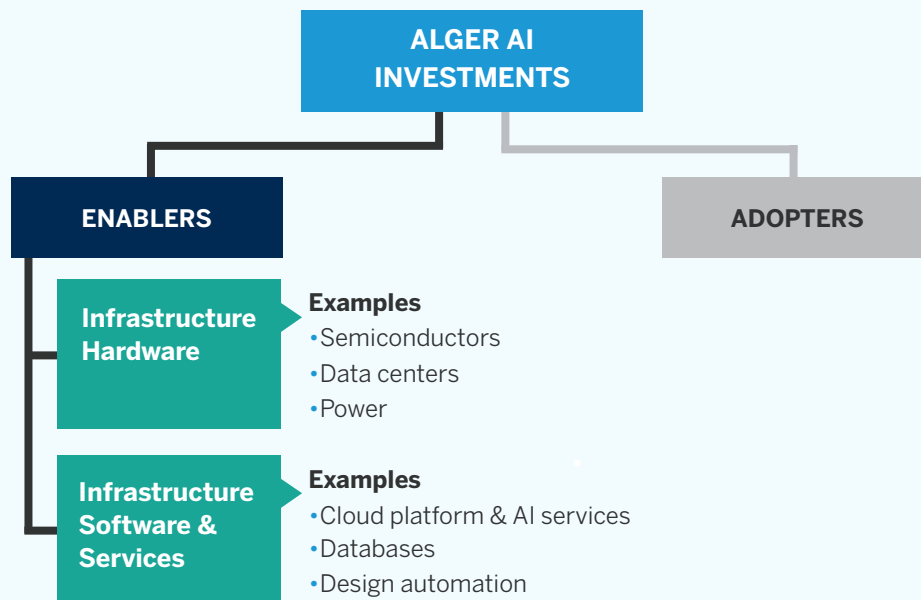 ALGER AI
INVESTMENTS
ENABLERS
ADOPTERS
Infrastructure
Hardware
Examples
•Semiconductors
•Data centers
•Power
Infrastructure
Software &
Services
Examples
•Cloud platform & AI services
•Databases
•Design automation